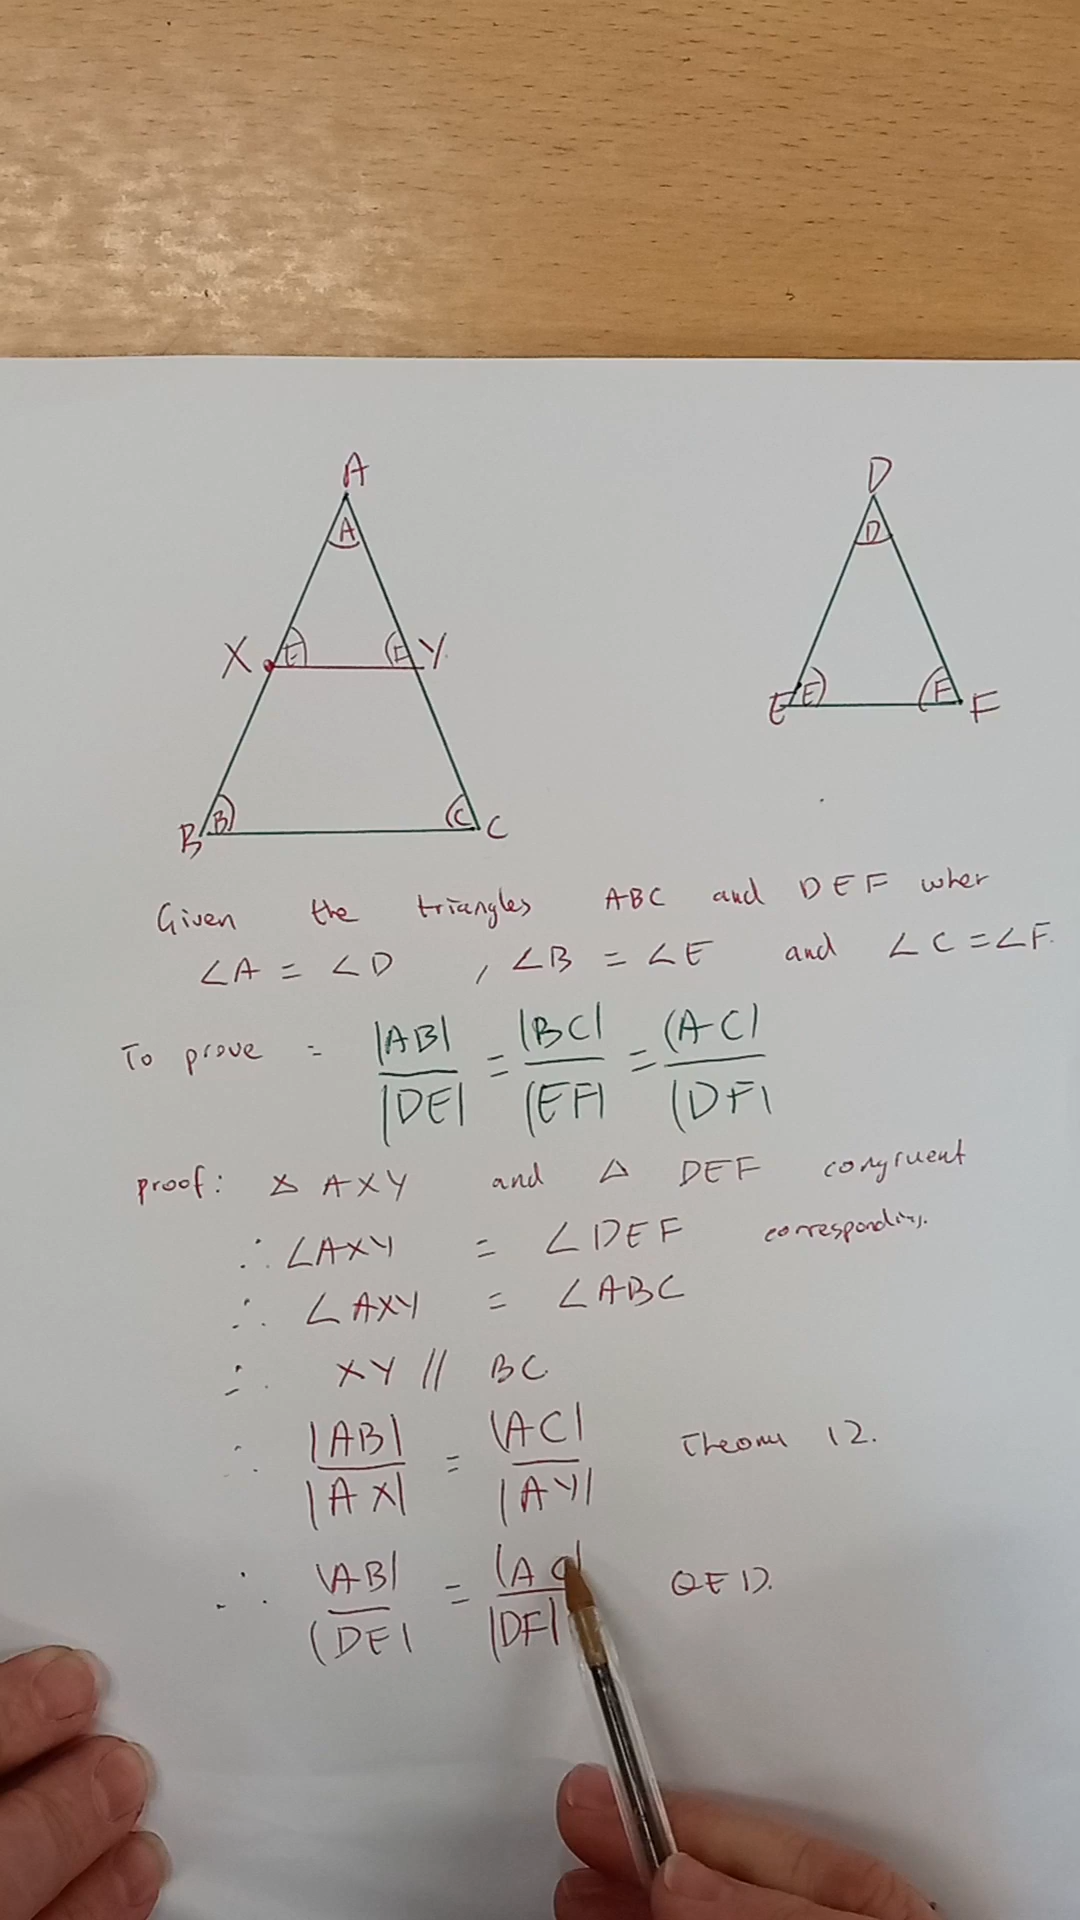 A D
A D
X E F Y
E E F F
B B C C
Given the triangles ABC and DEF wher
∠A = ∠D , ∠B = ∠E and ∠C = ∠F.
To prove = |AB|/|DE| = |BC|/|EF| = |AC|/|DF|
proof: △ AXY and △ DEF congruent
∴ ∠AXY = ∠DEF corresponding.
∴ ∠AXY = ∠ABC
∴ XY // BC
∴ |AB|/|AX| = |AC|/|AY| Theorm 12.
∴ |AB|/|DE| = |AC|/|DF| QED.